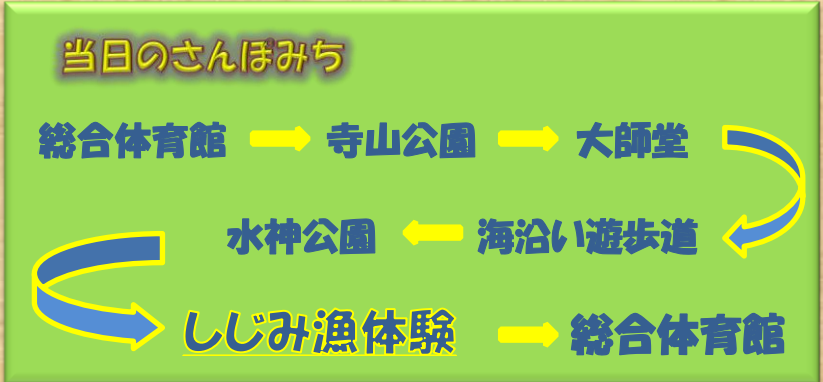 当日のさんぽみち
総合体育館 寺山公園 大師堂
海沿い遊歩道 水神公園
しじみ漁体験 総合体育館